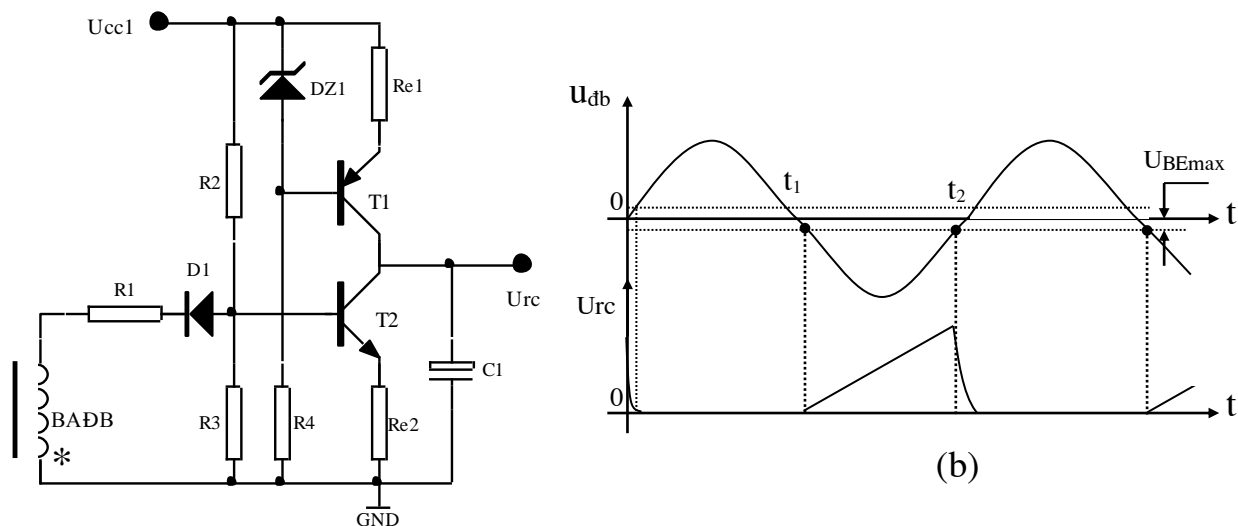 Ucc1
DZ1
Re1
R2
T1
D1
R1
Urc
T2
C1
BAĐB
*
R3
R4
Re2
GND
uđb
UBEmax
t1
t2
0
t
Urc
0
t
(b)